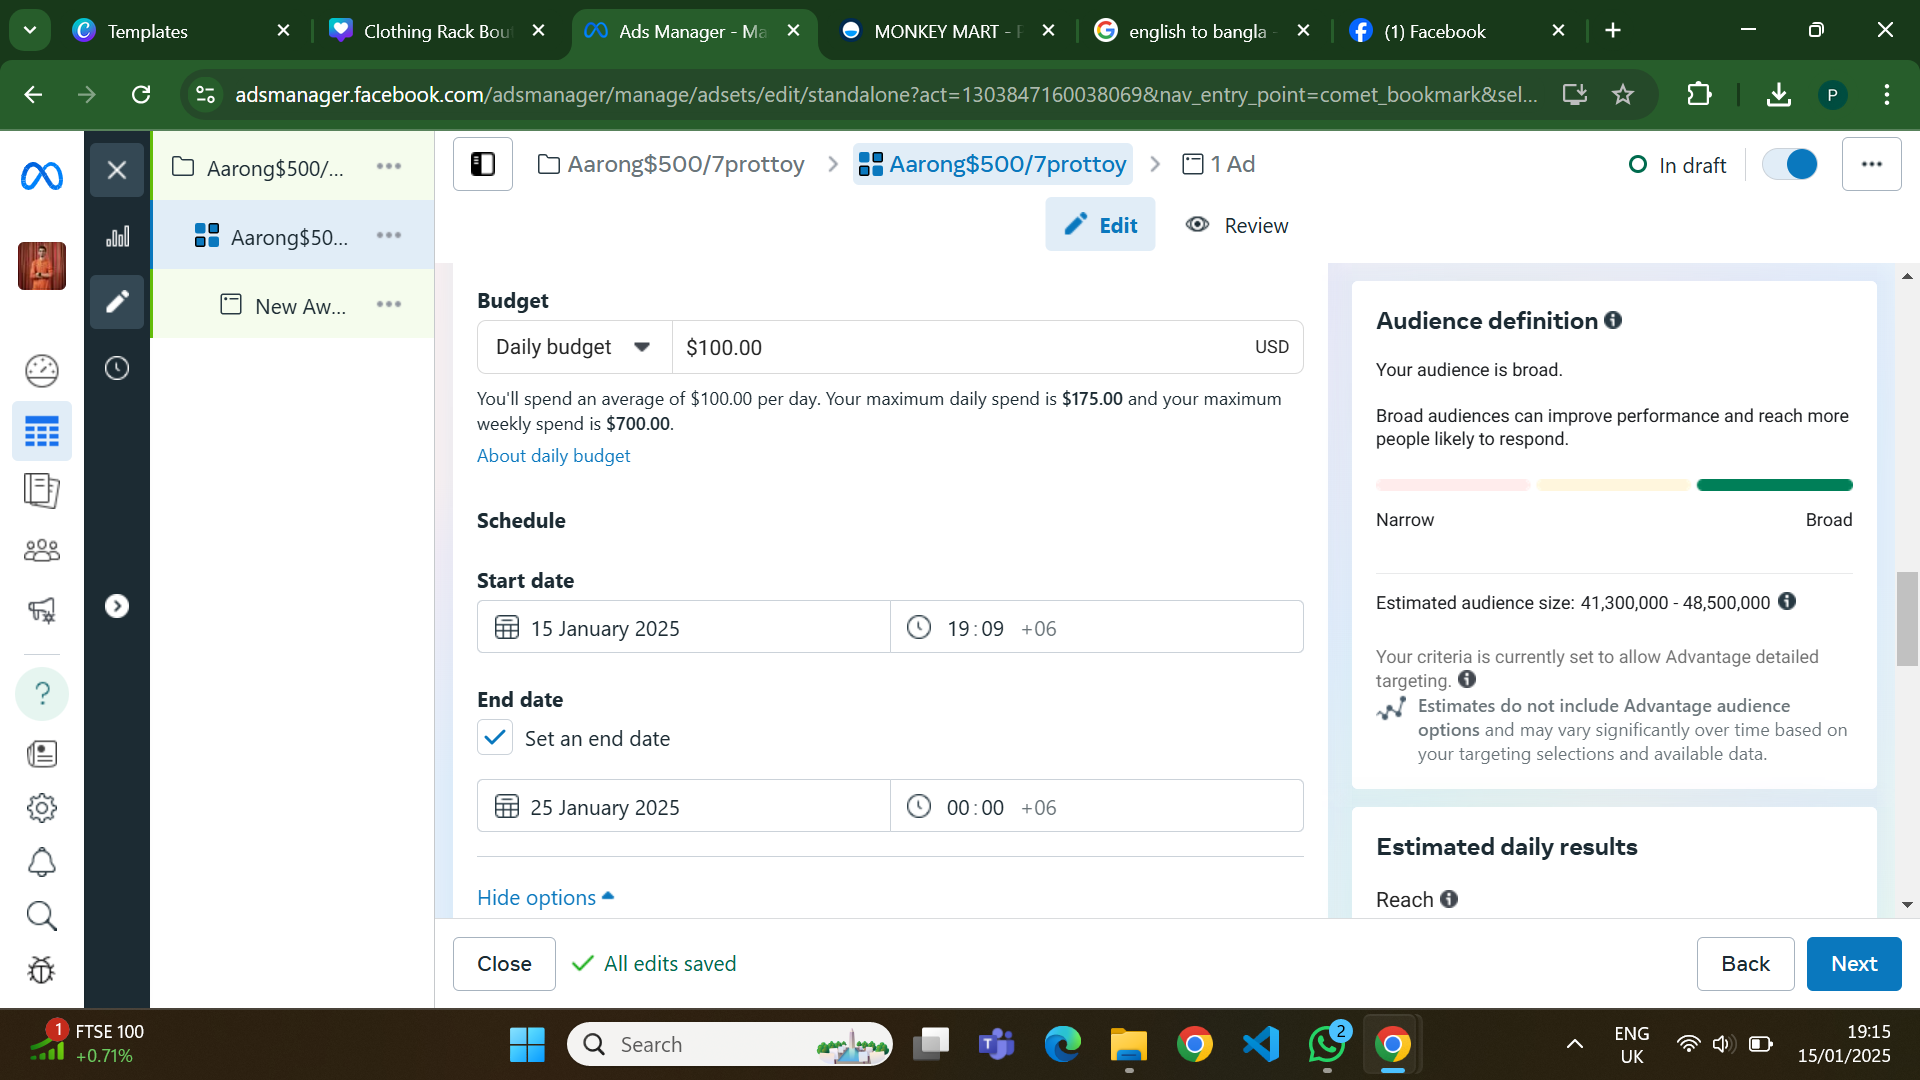 Templates
Clothing Rack Bou
Ads Manager - Ma
MONKEY MART - P
english to bangla -
(1) Facebook
adsmanager.facebook.com/adsmanager/manage/adsets/edit/standalone?act=1303847160038069&nav_entry_point=comet_bookmark&sel...
P
Aarong$500/...
Aarong$50...
New Aw...
Aarong$500/7prottoy
Aarong$500/7prottoy
1 Ad
In draft
Edit
Review
Budget
Daily budget
$100.00
USD
You'll spend an average of $100.00 per day. Your maximum daily spend is $175.00 and your maximum
weekly spend is $700.00.
About daily budget
Schedule
Start date
15 January 2025
19:09 +06
End date
Set an end date
25 January 2025
00:00 +06
Hide options
Close
All edits saved
Audience definition
Your audience is broad.
Broad audiences can improve performance and reach more
people likely to respond.
Narrow
Broad
Estimated audience size: 41,300,000 - 48,500,000
Your criteria is currently set to allow Advantage detailed
targeting.
Estimates do not include Advantage audience
options and may vary significantly over time based on
your targeting selections and available data.
Estimated daily results
Reach
Back
Next
1
FTSE 100
+0.71%
Search
2
ENG
UK
19:15
15/01/2025